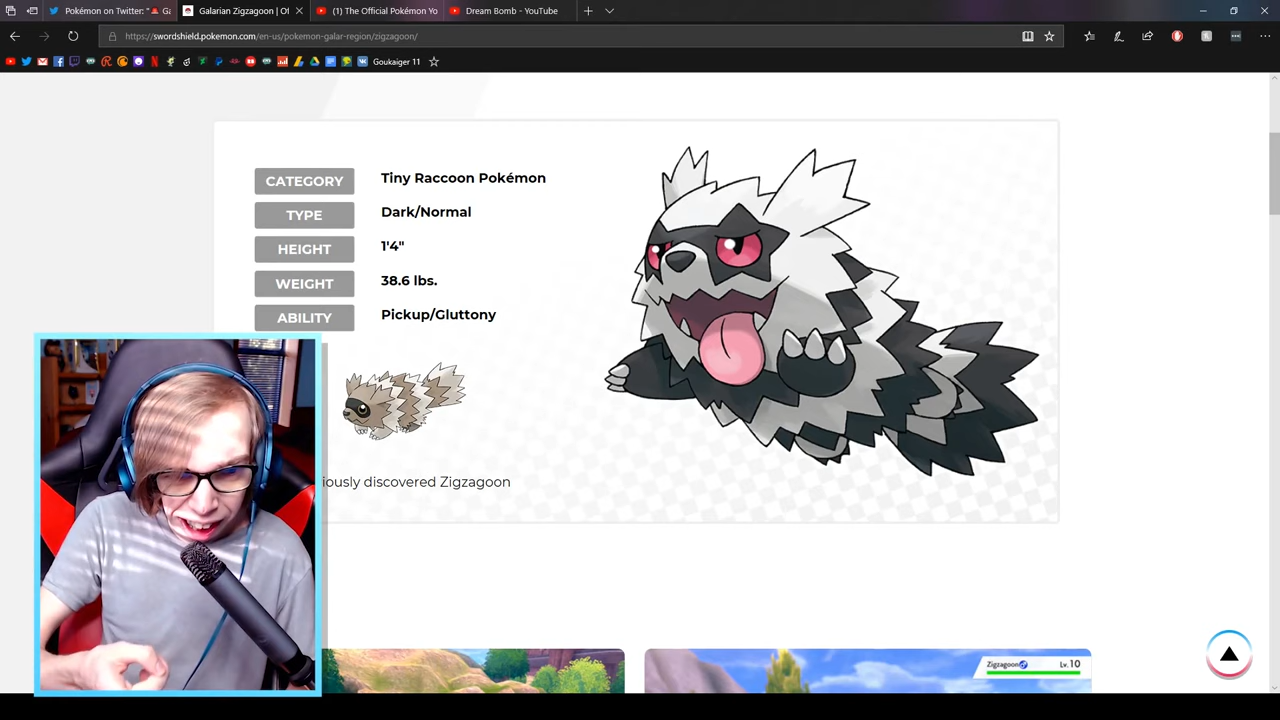 Pokémon on Twitter: "🚨 Ga
Galarian Zigzagoon | Of
(1) The Official Pokémon Yo
Dream Bomb - YouTube
https://swordshield.pokemon.com/en-us/pokemon-galar-region/zigzagoon/
Goukaiger 11
CATEGORY Tiny Raccoon Pokémon
TYPE Dark/Normal
HEIGHT 1'4"
WEIGHT 38.6 lbs.
ABILITY Pickup/Gluttony
iously discovered Zigzagoon
Zigzagoon♂ Lv.10